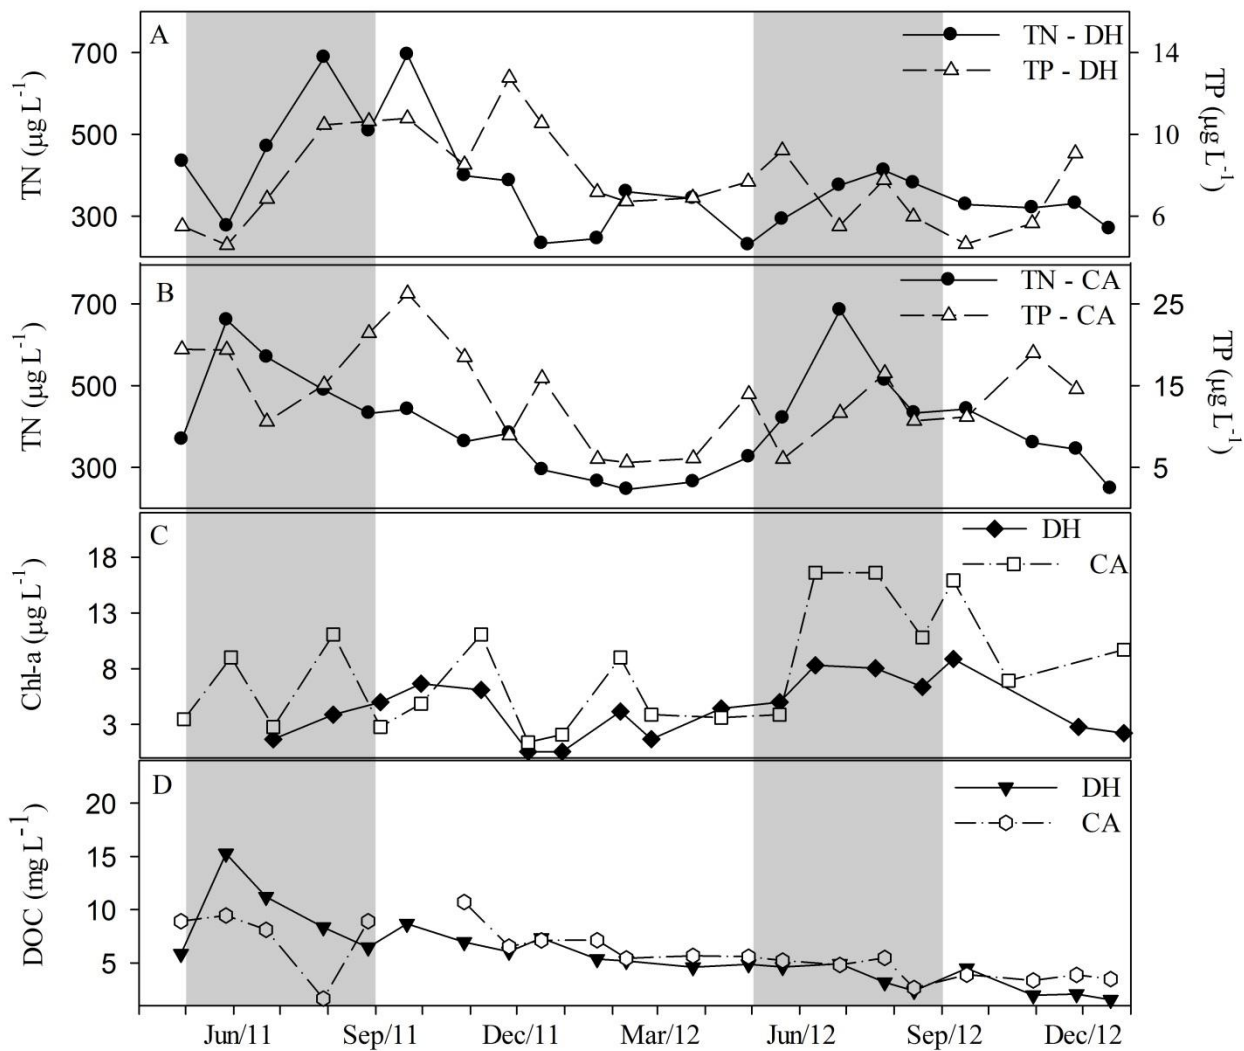 A
TN - DH
TP - DH
700
500
300
TN (µg L⁻¹)
14
10
6
TP (µg L⁻¹)
B
TN - CA
TP - CA
700
500
300
TN (µg L⁻¹)
25
15
5
TP (µg L⁻¹)
C
DH
CA
18
13
8
3
Chl-a (µg L⁻¹)
D
DH
CA
20
15
10
5
DOC (mg L⁻¹)
Jun/11 Sep/11 Dec/11 Mar/12 Jun/12 Sep/12 Dec/12